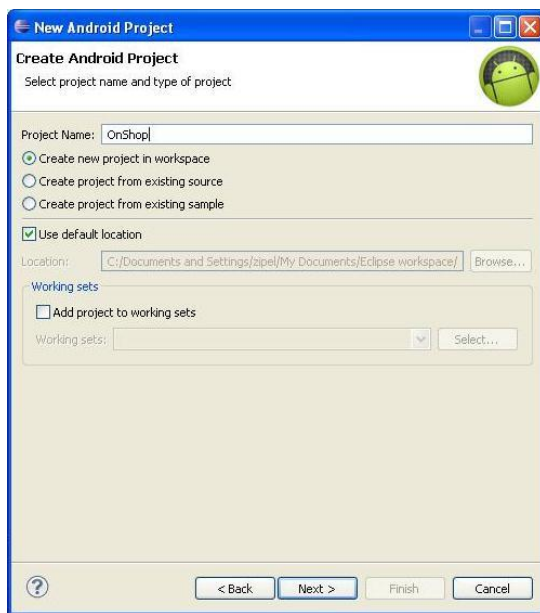 New Android Project
Create Android Project
Select project name and type of project
Project Name: OnShop
Create new project in workspace
Create project from existing source
Create project from existing sample
Use default location
Location: C:/Documents and Settings/zipel/My Documents/Eclipse workspace/ Browse...
Working sets
Add project to working sets
Working sets: Select...
? < Back Next > Finish Cancel